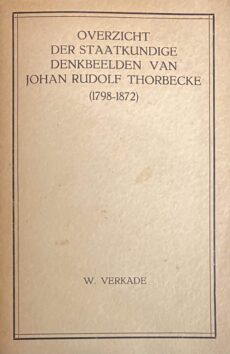 OVERZICHT
DER STAATKUNDIGE
DENKBEELDEN VAN
JOHAN RUDOLF THORBECKE
(1798-1872)
W. VERKADE